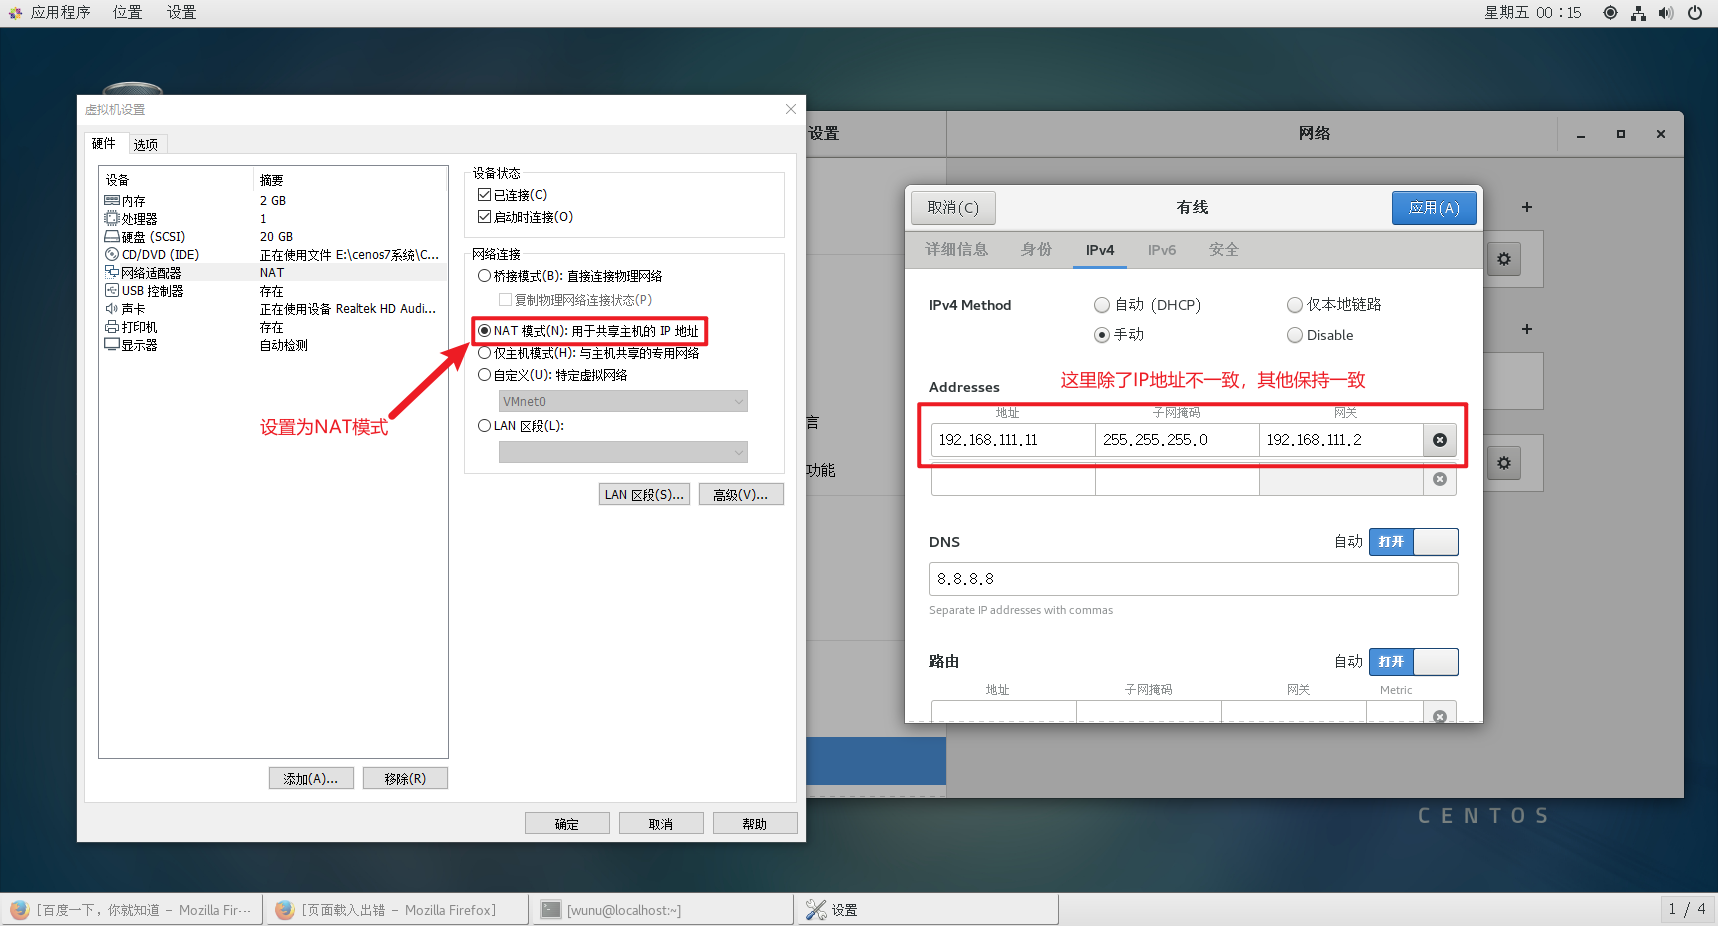 应用程序 位置 设置
星期五 00:15
虚拟机设置
硬件 选项
设备 摘要
内存 2 GB
处理器 1
硬盘 (SCSI) 20 GB
CD/DVD (IDE) 正在使用文件 E:\cenos7系统\C...
网络适配器 NAT
USB 控制器 存在
声卡 正在使用设备 Realtek HD Audi...
打印机 存在
显示器 自动检测
添加(A)... 移除(R)
设备状态
已连接(C)
启动时连接(O)
网络连接
桥接模式(B): 直接连接物理网络
复制物理网络连接状态(P)
NAT 模式(N): 用于共享主机的 IP 地址
仅主机模式(H): 与主机共享的专用网络
自定义(U): 特定虚拟网络
VMnet0
LAN 区段(L):
LAN 区段(S)... 高级(V)...
设置为NAT模式
确定 取消 帮助
设置 网络
言
功能
取消(C) 有线 应用(A)
详细信息 身份 IPv4 IPv6 安全
IPv4 Method 自动 (DHCP) 仅本地链路
手动 Disable
这里除了IP地址不一致，其他保持一致
Addresses
地址 子网掩码 网关
192.168.111.11 255.255.255.0 192.168.111.2
DNS 自动 打开
8.8.8.8
Separate IP addresses with commas
路由 自动 打开
地址 子网掩码 网关 Metric
CENTOS
[百度一下，你就知道 – Mozilla Fir··· [页面载入出错 – Mozilla Firefox] [wunu@localhost:~] 设置 1 / 4